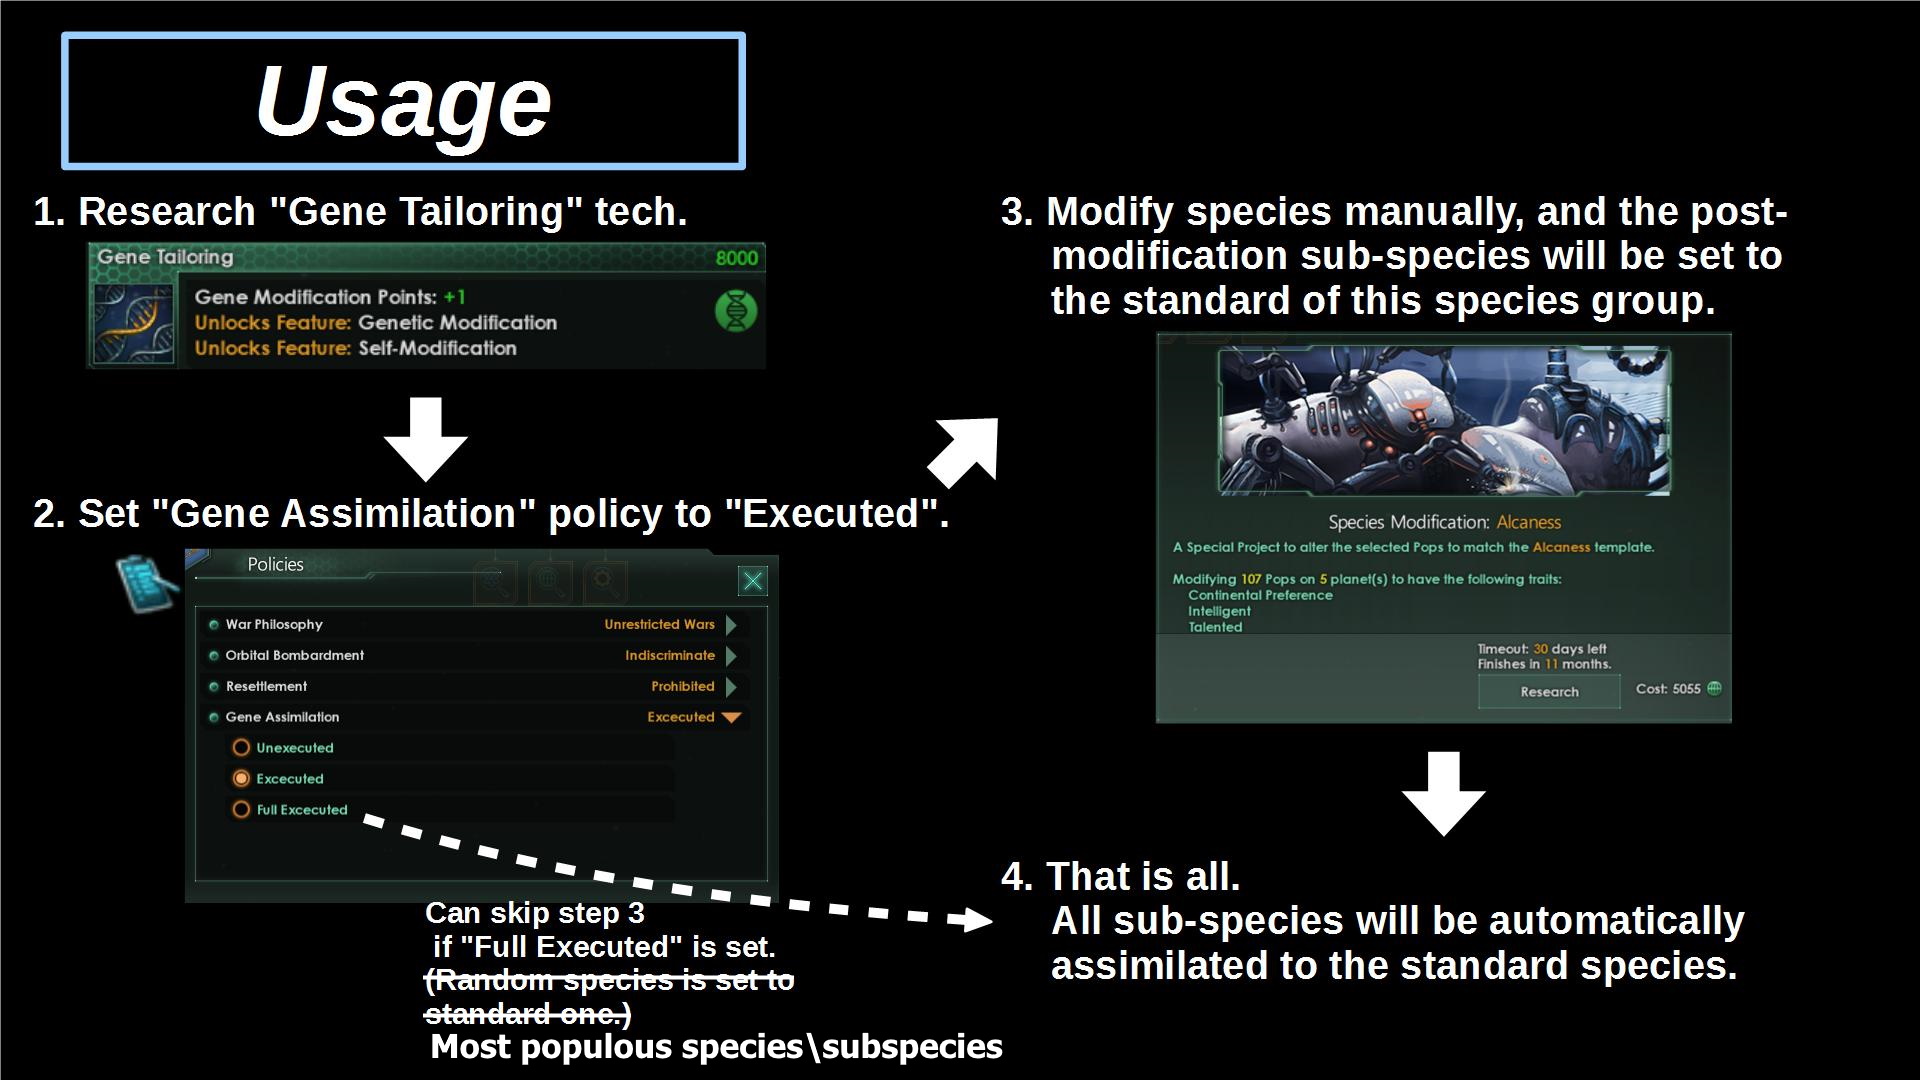 Usage
1. Research "Gene Tailoring" tech.
Gene Tailoring 8000
Gene Modification Points: +1
Unlocks Feature: Genetic Modification
Unlocks Feature: Self-Modification
2. Set "Gene Assimilation" policy to "Executed".
Policies
War Philosophy Unrestricted Wars
Orbital Bombardment Indiscriminate
Resettlement Prohibited
Gene Assimilation Excecuted
Unexecuted
Excecuted
Full Excecuted
Can skip step 3
if "Full Executed" is set.
(Random species is set to
standard one.)
Most populous species\subspecies
3. Modify species manually, and the post-
modification sub-species will be set to
the standard of this species group.
Species Modification: Alcaness
A Special Project to alter the selected Pops to match the Alcaness template.
Modifying 107 Pops on 5 planet(s) to have the following traits:
Continental Preference
Intelligent
Talented
Timeout: 30 days left
Finishes in 11 months.
Research Cost: 5055
4. That is all.
All sub-species will be automatically
assimilated to the standard species.